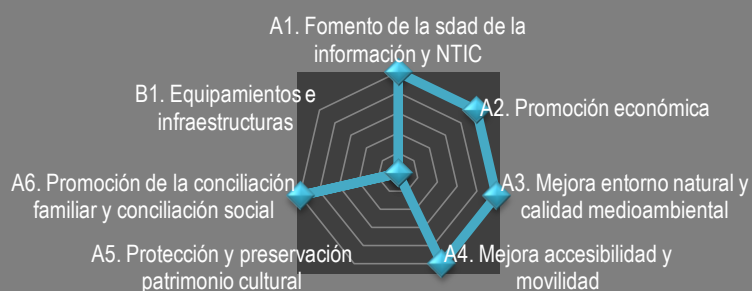 A1. Fomento de la sdad de la
información y NTIC
B1. Equipamientos e
infraestructuras
A2. Promoción económica
A6. Promoción de la conciliación
familiar y conciliación social
A3. Mejora entorno natural y
calidad medioambiental
A5. Protección y preservación
patrimonio cultural
A4. Mejora accesibilidad y
movilidad